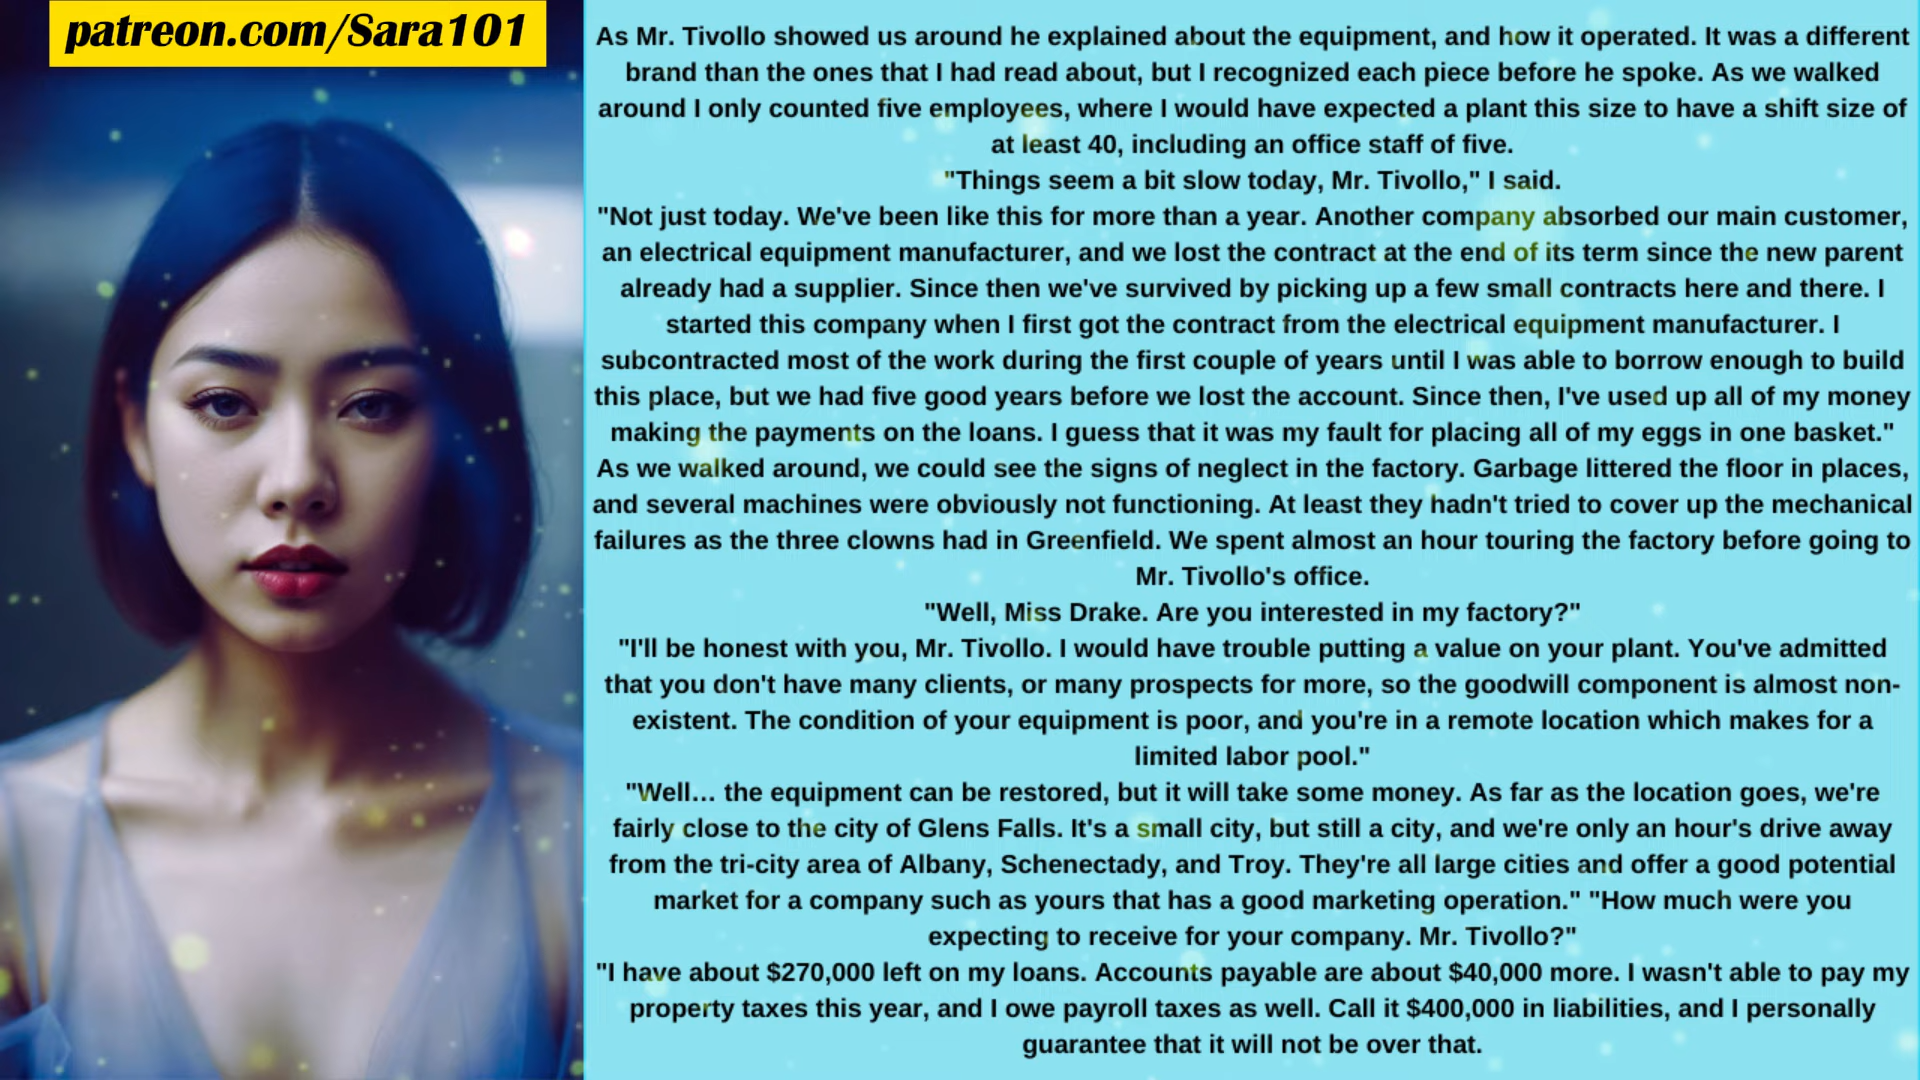 patreon.com/Sara101
As Mr. Tivollo showed us around he explained about the equipment, and how it operated. It was a different
brand than the ones that I had read about, but I recognized each piece before he spoke. As we walked
around I only counted five employees, where I would have expected a plant this size to have a shift size of
at least 40, including an office staff of five.
"Things seem a bit slow today, Mr. Tivollo," I said.
"Not just today. We've been like this for more than a year. Another company absorbed our main customer,
an electrical equipment manufacturer, and we lost the contract at the end of its term since the new parent
already had a supplier. Since then we've survived by picking up a few small contracts here and there. I
started this company when I first got the contract from the electrical equipment manufacturer. I
subcontracted most of the work during the first couple of years until I was able to borrow enough to build
this place, but we had five good years before we lost the account. Since then, I've used up all of my money
making the payments on the loans. I guess that it was my fault for placing all of my eggs in one basket."
As we walked around, we could see the signs of neglect in the factory. Garbage littered the floor in places,
and several machines were obviously not functioning. At least they hadn't tried to cover up the mechanical
failures as the three clowns had in Greenfield. We spent almost an hour touring the factory before going to
Mr. Tivollo's office.
"Well, Miss Drake. Are you interested in my factory?"
"I'll be honest with you, Mr. Tivollo. I would have trouble putting a value on your plant. You've admitted
that you don't have many clients, or many prospects for more, so the goodwill component is almost non-
existent. The condition of your equipment is poor, and you're in a remote location which makes for a
limited labor pool."
"Well… the equipment can be restored, but it will take some money. As far as the location goes, we're
fairly close to the city of Glens Falls. It's a small city, but still a city, and we're only an hour's drive away
from the tri-city area of Albany, Schenectady, and Troy. They're all large cities and offer a good potential
market for a company such as yours that has a good marketing operation." "How much were you
expecting to receive for your company. Mr. Tivollo?"
"I have about $270,000 left on my loans. Accounts payable are about $40,000 more. I wasn't able to pay my
property taxes this year, and I owe payroll taxes as well. Call it $400,000 in liabilities, and I personally
guarantee that it will not be over that.